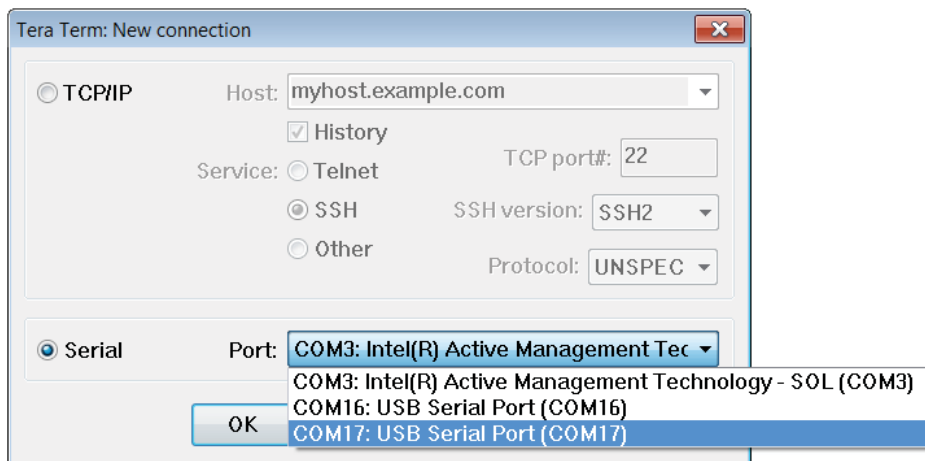 Tera Term: New connection
TCP/IP Host: myhost.example.com
History
Service: Telnet TCP port#: 22
SSH SSH version: SSH2
Other Protocol: UNSPEC
Serial Port: COM3: Intel(R) Active Management Tec
COM3: Intel(R) Active Management Technology - SOL (COM3)
COM16: USB Serial Port (COM16)
OK COM17: USB Serial Port (COM17)